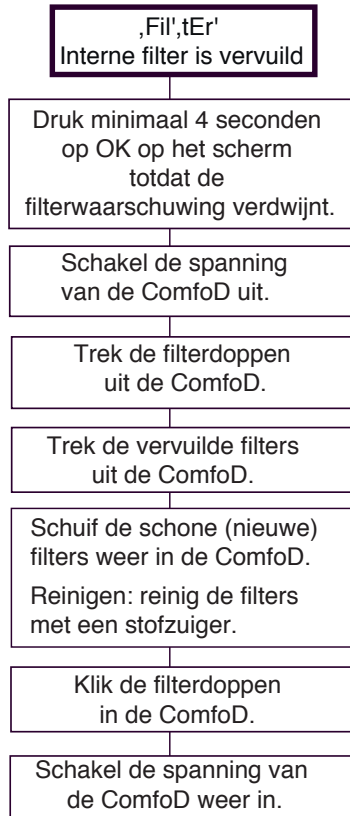 ‚Fil',tEr'
Interne filter is vervuild
Druk minimaal 4 seconden
op OK op het scherm
totdat de
filterwaarschuwing verdwijnt.
Schakel de spanning
van de ComfoD uit.
Trek de filterdoppen
uit de ComfoD.
Trek de vervuilde filters
uit de ComfoD.
Schuif de schone (nieuwe)
filters weer in de ComfoD.
Reinigen: reinig de filters
met een stofzuiger.
Klik de filterdoppen
in de ComfoD.
Schakel de spanning van
de ComfoD weer in.